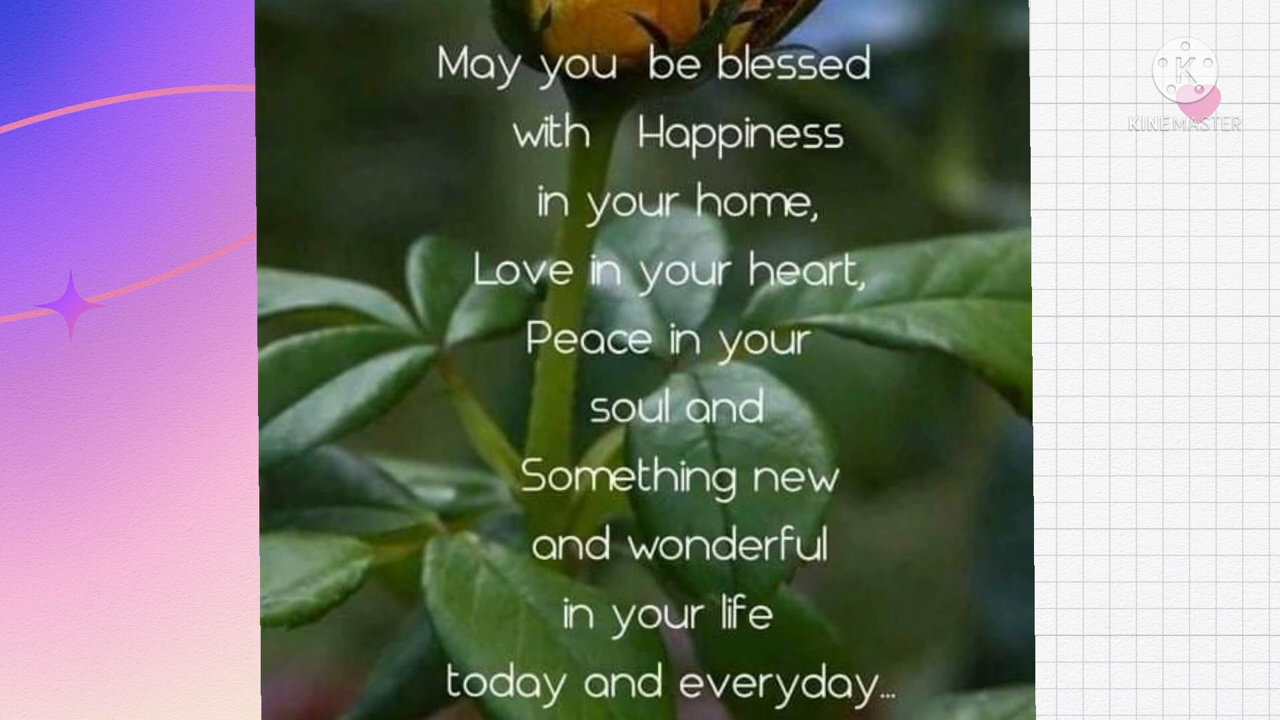 May you be blessed
with Happiness
in your home,
Love in your heart,
Peace in your
soul and
Something new
and wonderful
in your life
today and everyday...
K
KINEMASTER